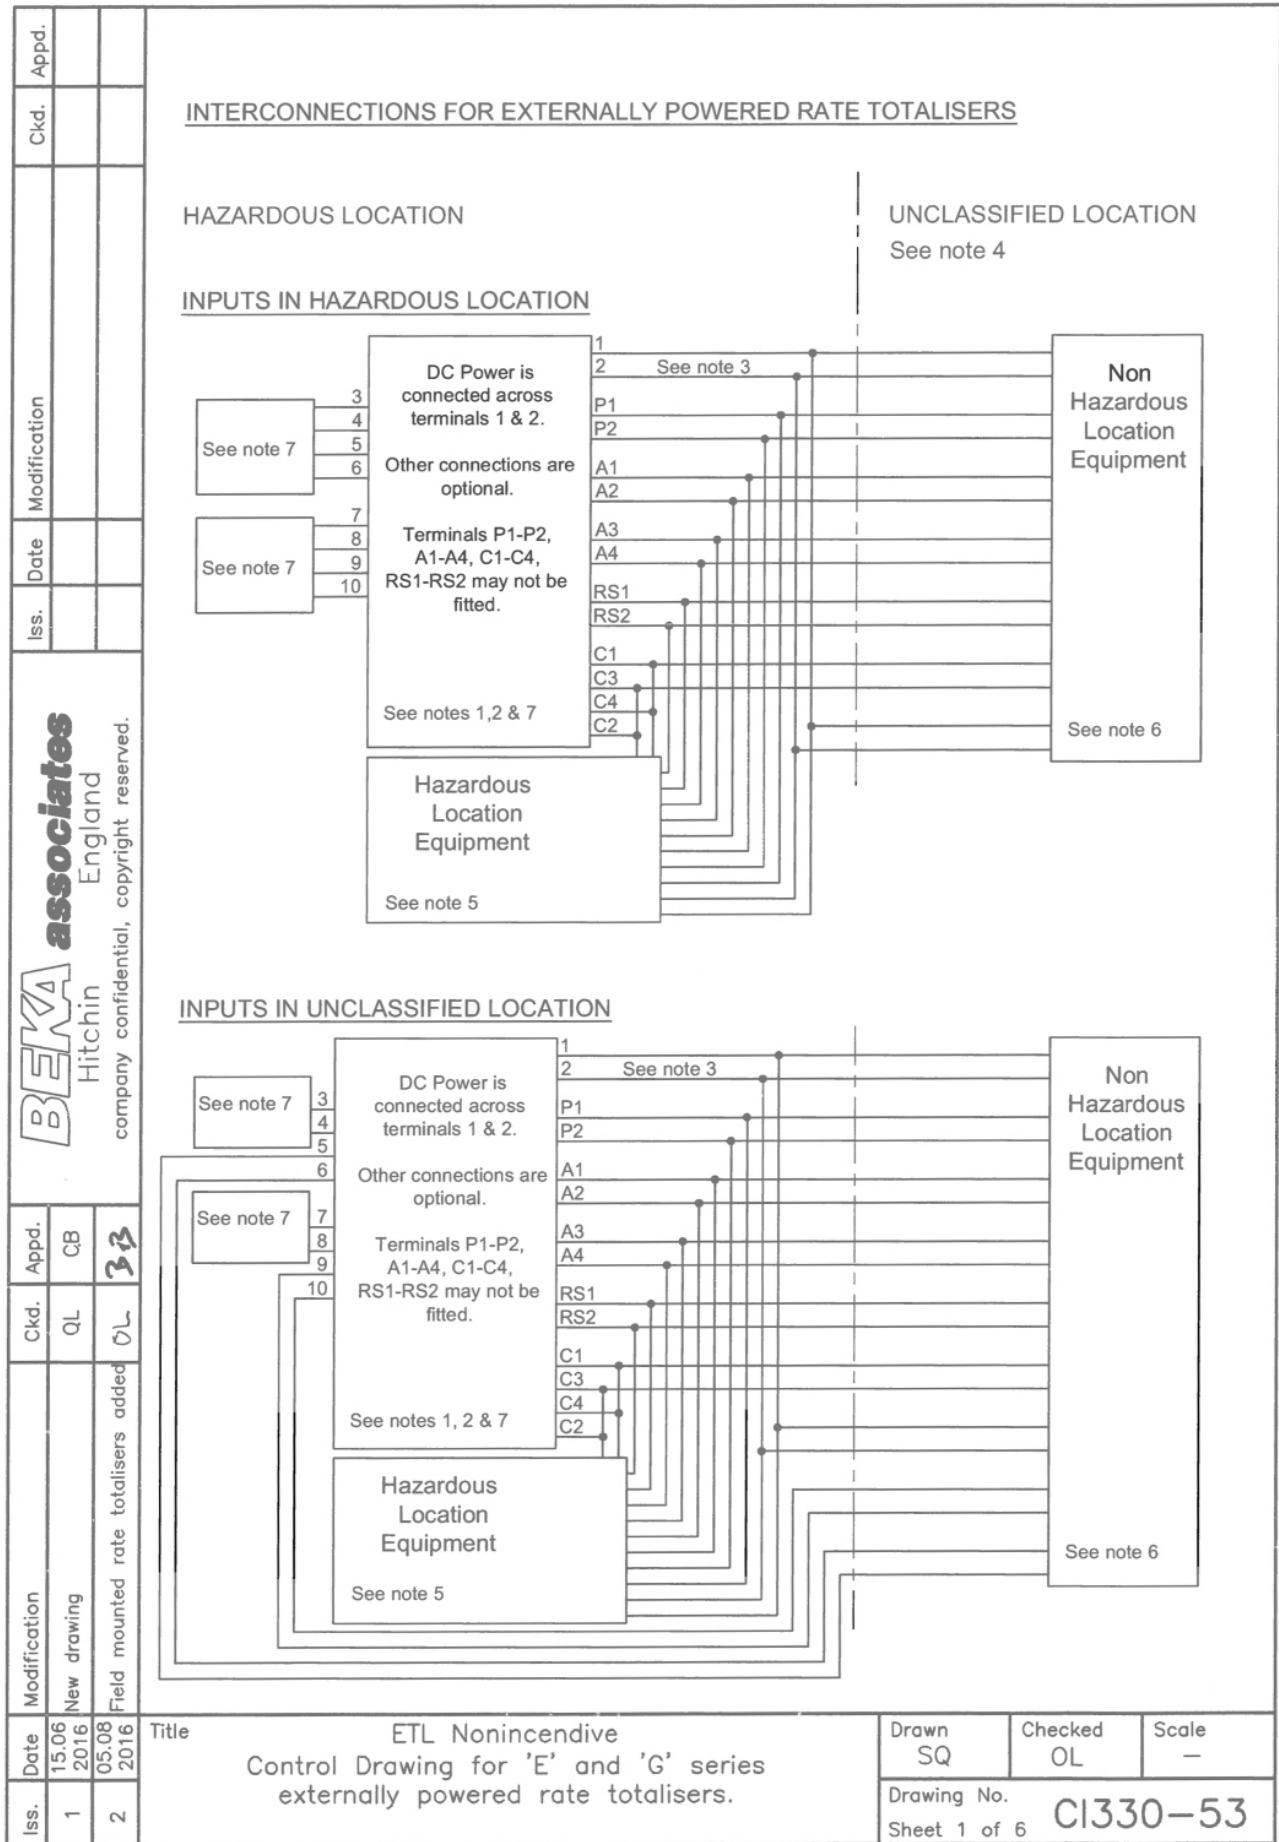 INTERCONNECTIONS FOR EXTERNALLY POWERED RATE TOTALISERS
HAZARDOUS LOCATION
UNCLASSIFIED LOCATION
See note 4
INPUTS IN HAZARDOUS LOCATION
See note 7
3
4
5
6
See note 7
7
8
9
10
DC Power is
connected across
terminals 1 & 2.
Other connections are
optional.
Terminals P1-P2,
A1-A4, C1-C4,
RS1-RS2 may not be
fitted.
See notes 1,2 & 7
1
2
See note 3
P1
P2
A1
A2
A3
A4
RS1
RS2
C1
C3
C4
C2
Non
Hazardous
Location
Equipment
See note 6
Hazardous
Location
Equipment
See note 5
INPUTS IN UNCLASSIFIED LOCATION
See note 7
3
4
5
6
See note 7
7
8
9
10
DC Power is
connected across
terminals 1 & 2.
Other connections are
optional.
Terminals P1-P2,
A1-A4, C1-C4,
RS1-RS2 may not be
fitted.
See notes 1, 2 & 7
1
2
See note 3
P1
P2
A1
A2
A3
A4
RS1
RS2
C1
C3
C4
C2
Non
Hazardous
Location
Equipment
See note 6
Hazardous
Location
Equipment
See note 5
Iss. Date Modification Ckd. Appd.
1 15.06 2016 New drawing QL CB
2 05.08 2016 Field mounted rate totalisers added OL
BEKA associates
Hitchin England
company confidential, copyright reserved.
Iss. Date Modification Ckd. Appd.
Title
ETL Nonincendive
Control Drawing for 'E' and 'G' series
externally powered rate totalisers.
Drawn
SQ
Checked
OL
Scale
—
Drawing No.
Sheet 1 of 6
CI330-53